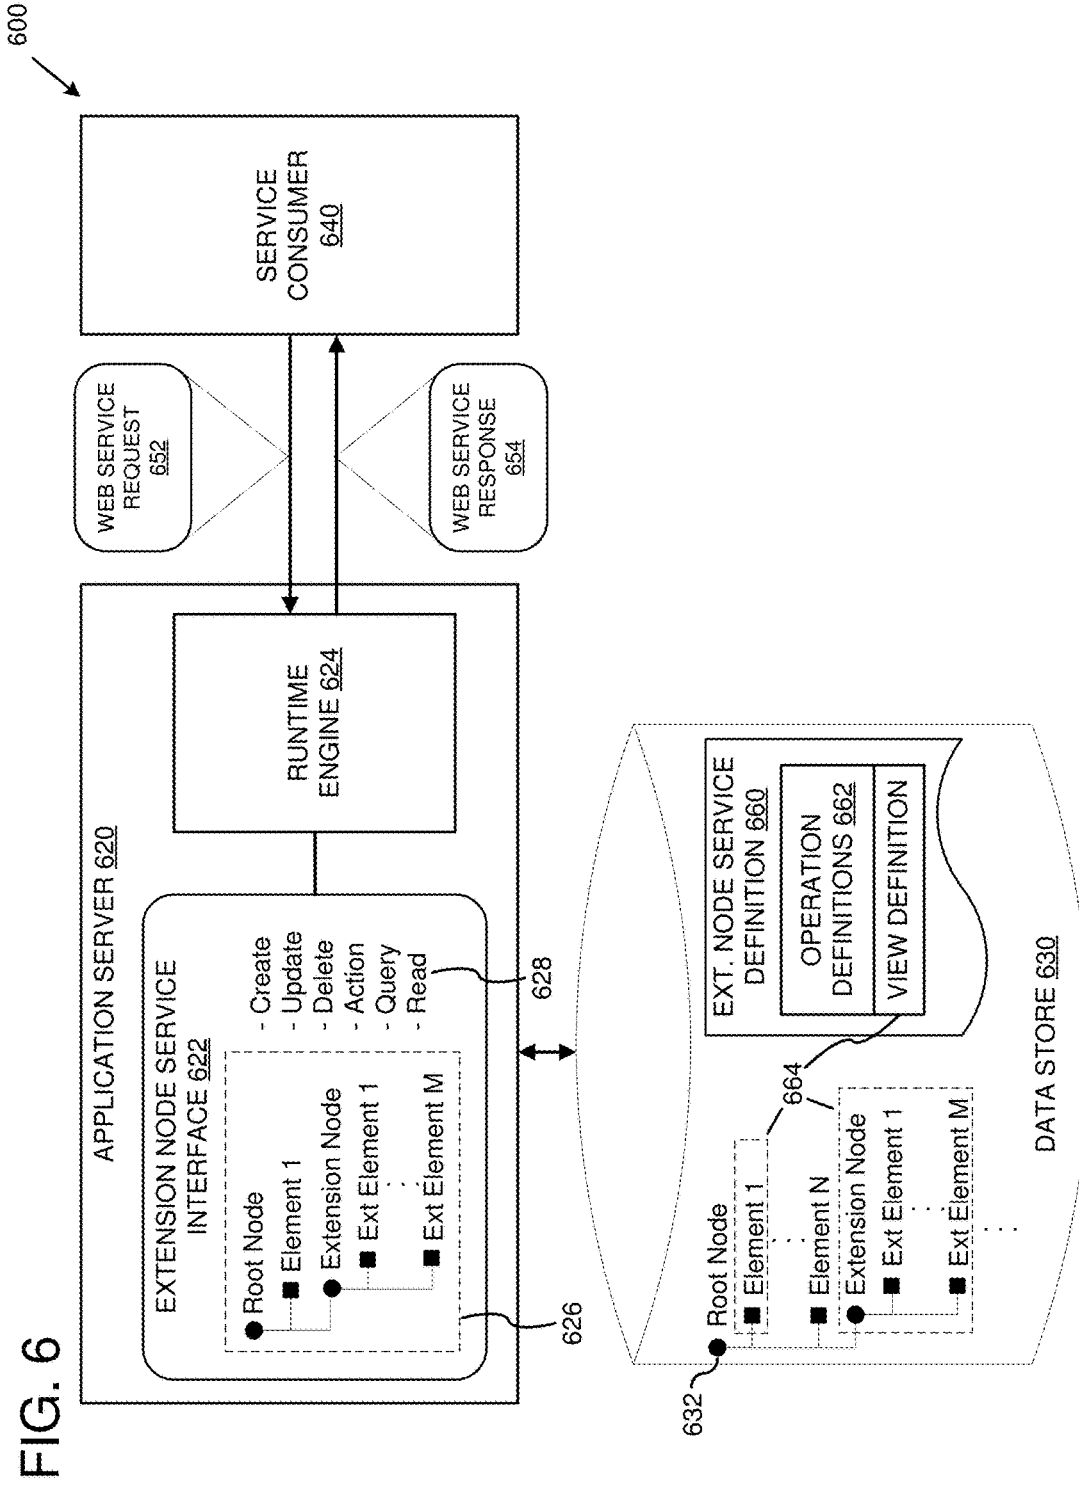 FIG. 6
600
APPLICATION SERVER 620
EXTENSION NODE SERVICE
INTERFACE 622
Root Node
Element 1
Extension Node
Ext Element 1
Ext Element M
626
- Create
- Update
- Delete
- Action
- Query
- Read
628
RUNTIME
ENGINE 624
WEB SERVICE
REQUEST
652
WEB SERVICE
RESPONSE
654
SERVICE
CONSUMER
640
632
Root Node
Element 1
Element N
Extension Node
Ext Element 1
Ext Element M
664
EXT. NODE SERVICE
DEFINITION 660
OPERATION
DEFINITIONS 662
VIEW DEFINITION
DATA STORE 630